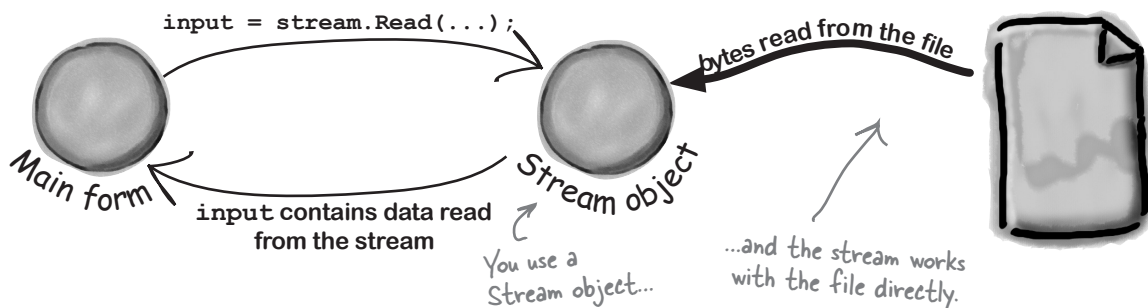 input = stream.Read(...);
bytes read from the file
Main form
Stream object
input contains data read
from the stream
You use a
Stream object...
...and the stream works
with the file directly.